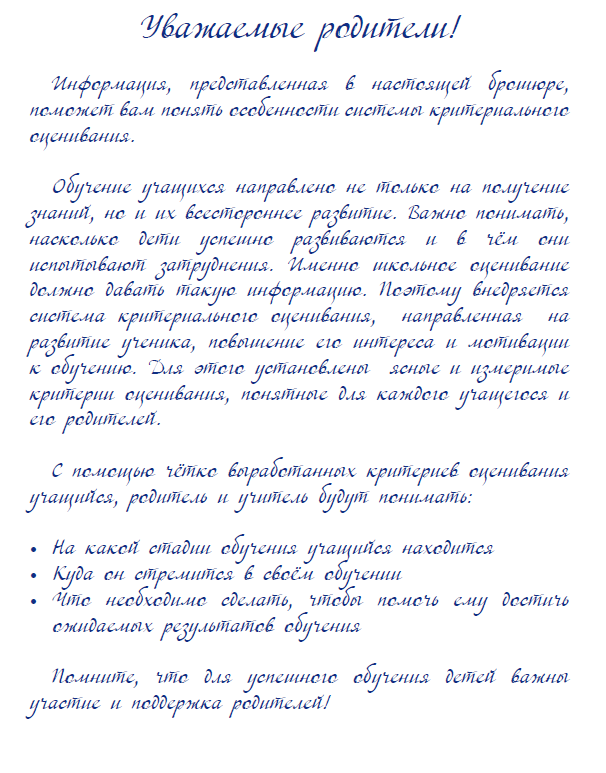 Уважаемые родители!
Информация, представленная в настоящей брошюре,
поможет вам понять особенности системы критериального
оценивания.
Обучение учащихся направлено не только на получение
знаний, но и их всестороннее развитие. Важно понимать,
насколько дети успешно развиваются и в чём они
испытывают затруднения. Именно школьное оценивание
должно давать такую информацию. Поэтому внедряется
система критериального оценивания, направленная на
развитие ученика, повышение его интереса и мотивации
к обучению. Для этого установлены ясные и измеримые
критерии оценивания, понятные для каждого учащегося и
его родителей.
С помощью чётко выработанных критериев оценивания
учащийся, родитель и учитель будут понимать:
• На какой стадии обучения учащийся находится
• Куда он стремится в своём обучении
• Что необходимо сделать, чтобы помочь ему достичь
ожидаемых результатов обучения
Помните, что для успешного обучения детей важны
участие и поддержка родителей!